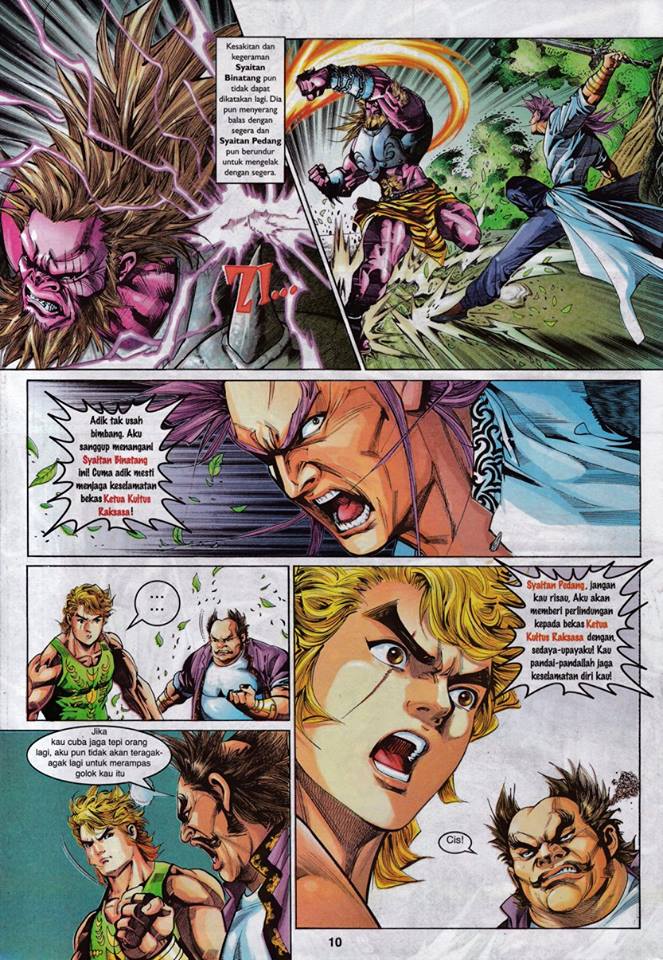 Kesakitan dan
kegeraman
Syaitan
Binatang pun
tidak dapat
dikatakan lagi. Dia
pun menyerang
balas dengan
segera dan
Syaitan Pedang
pun berundur
untuk mengelak
dengan segera.
ZI...
Adik tak usah
bimbang. Aku
sanggup menangani
Syaitan Binatang
ini! Cuma adik mesti
menjaga keselamatan
bekas Ketua Kultus
Raksasa!
...
...
Syaitan Pedang, jangan
kau risau, Aku akan
memberi perlindungan
kepada bekas Ketua
Kultus Raksasa dengan
sedaya-upayaku! Kau
pandai-pandailah jaga
keselamatan diri kau!
Jika
kau cuba jaga tepi orang
lagi, aku pun tidak akan teragak-
agak lagi untuk merampas
golok kau itu
Cis!
10